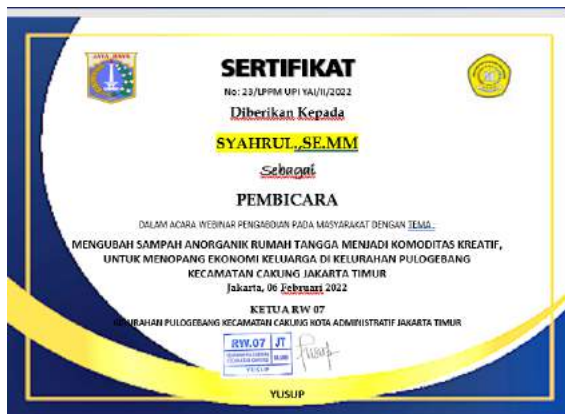 JAYA RAYA
SERTIFIKAT
No: 23/LPPM UPI YAI/II/2022
Diberikan Kepada
SYAHRUL,.SE.MM
Sebagai
PEMBICARA
DALAM ACARA WEBINAR PENGABDIAN PADA MASYARAKAT DENGAN TEMA :
MENGUBAH SAMPAH ANORGANIK RUMAH TANGGA MENJADI KOMODITAS KREATIF,
UNTUK MENOPANG EKONOMI KELUARGA DI KELURAHAN PULOGEBANG
KECAMATAN CAKUNG JAKARTA TIMUR
Jakarta, 06 Februari 2022
KETUA RW 07
KELURAHAN PULOGEBANG KECAMATAN CAKUNG KOTA ADMINISTRATIF JAKARTA TIMUR
RW.07 JT
YUSUP
YUSUP